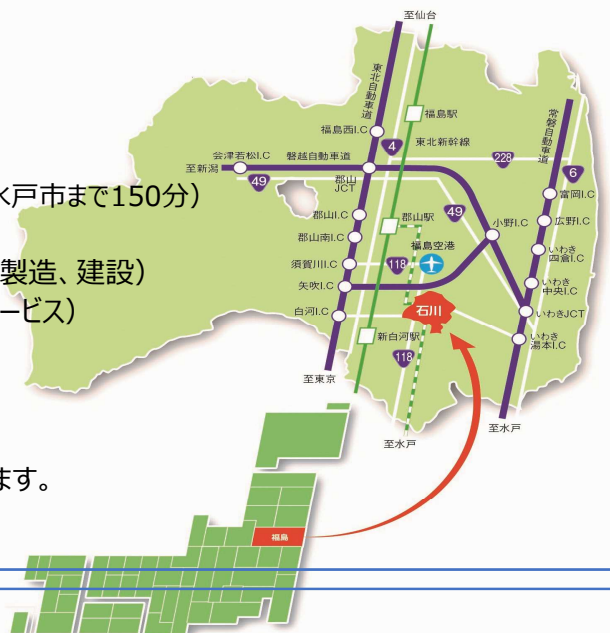 至仙台
東北自動車道
福島駅
常磐自動車道
福島西I.C
4
東北新幹線
228
6
会津若松I.C
磐越自動車道
至新潟
49
郡山JCT
富岡I.C
水戸市まで150分）
郡山I.C
郡山駅
49
小野I.C
広野I.C
郡山南I.C
福島空港
いわき四倉I.C
製造、建設）
須賀川I.C
118
矢吹I.C
いわき中央I.C
ービス）
白河I.C
石川
いわきJCT
新白河駅
いわき湯本I.C
118
至東京
至水戸
至水戸
ます。
福島